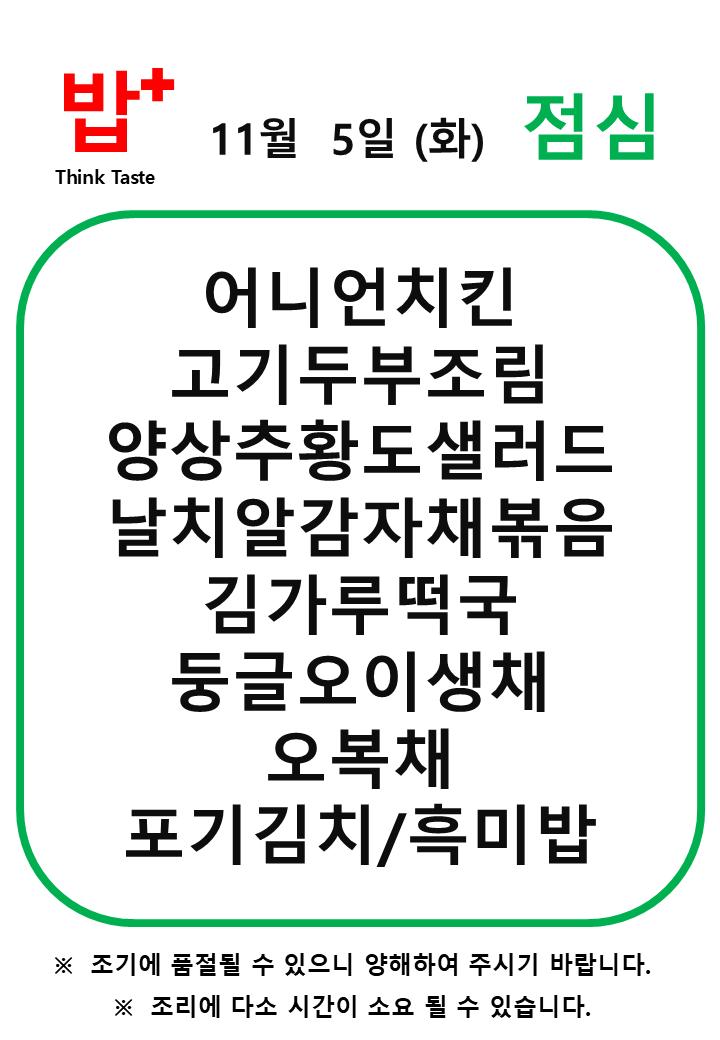 밥+
Think Taste
11월 5일 (화)
점심
어니언치킨
고기두부조림
양상추황도샐러드
날치알감자채볶음
김가루떡국
둥글오이생채
오복채
포기김치/흑미밥
※ 조기에 품절될 수 있으니 양해하여 주시기 바랍니다.
※ 조리에 다소 시간이 소요 될 수 있습니다.